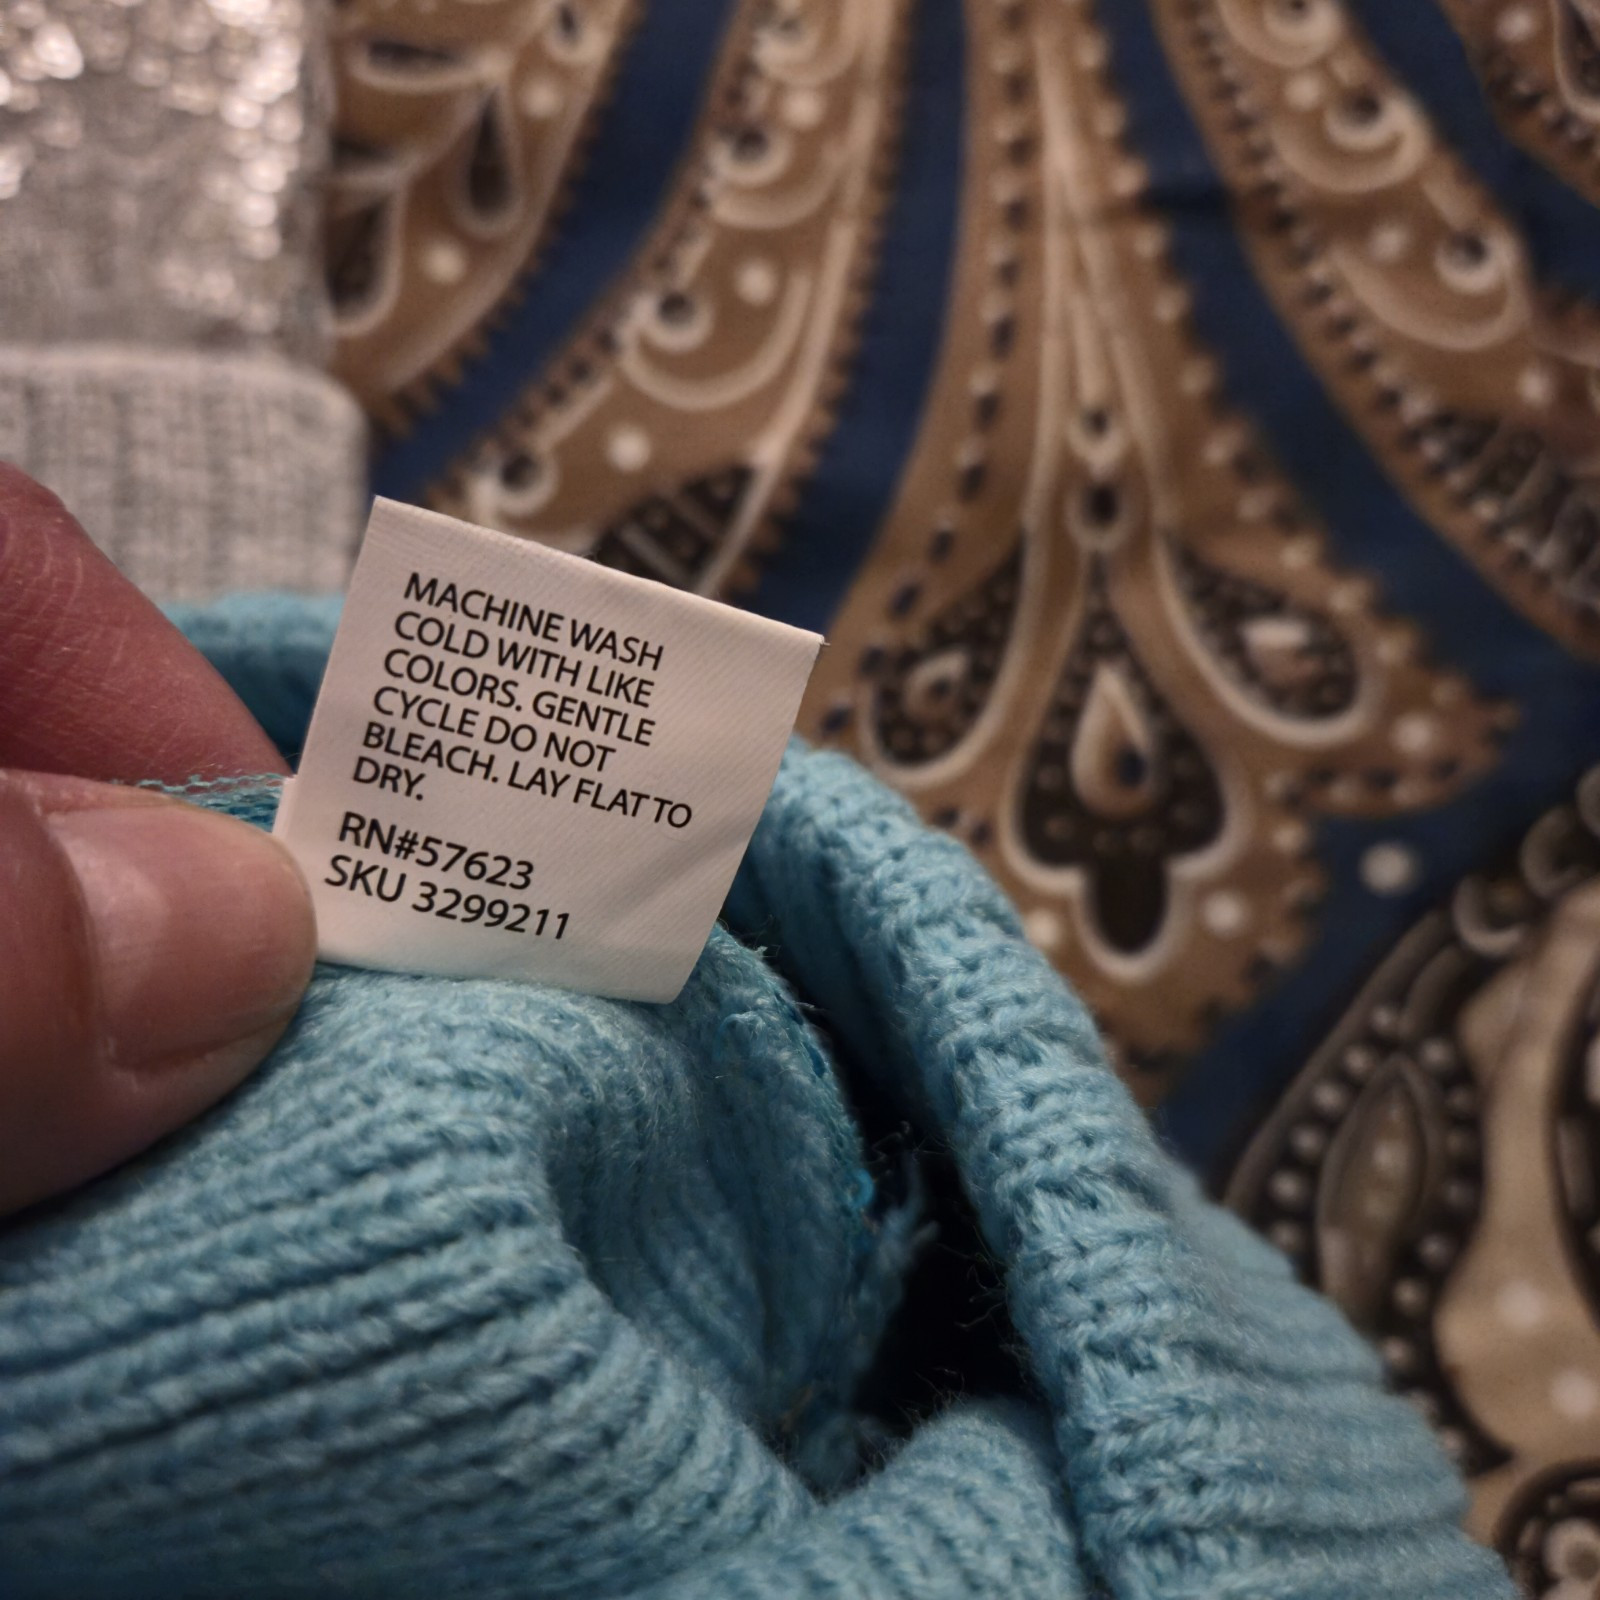 MACHINE WASH
COLD WITH LIKE
COLORS. GENTLE
CYCLE DO NOT
BLEACH. LAY FLAT TO
DRY.
RN#57623
SKU 3299211